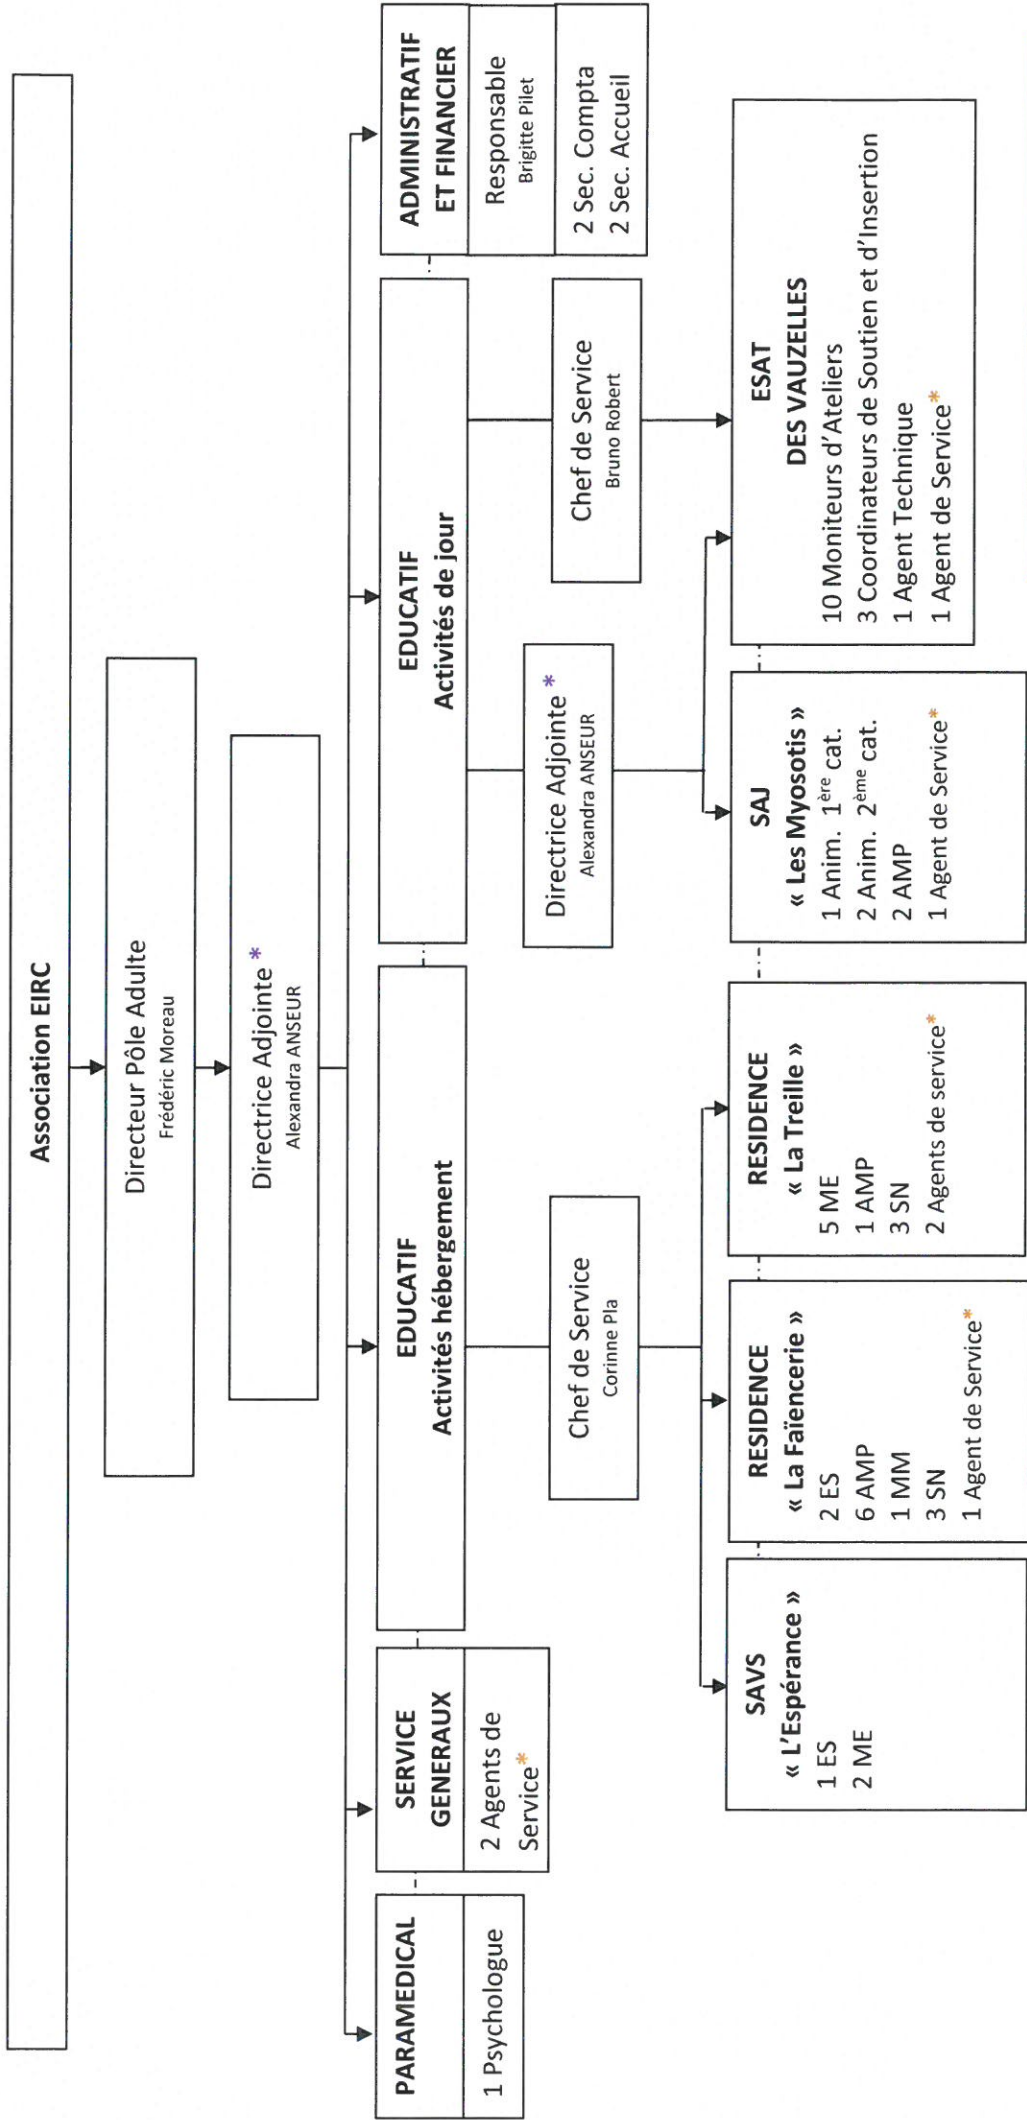 Association EIRC
Directeur Pôle Adulte
Frédéric Moreau
Directrice Adjointe *
Alexandra ANSEUR
PARAMEDICAL
1 Psychologue
SERVICE
GENERAUX
2 Agents de
Service*
EDUCATIF
Activités hébergement
EDUCATIF
Activités de jour
ADMINISTRATIF
ET FINANCIER
Responsable
Brigitte Pilet
2 Sec. Compta
2 Sec. Accueil
Chef de Service
Corinne Pla
Directrice Adjointe *
Alexandra ANSEUR
Chef de Service
Bruno Robert
SAVS
« L'Espérance »
1 ES
2 ME
RESIDENCE
« La Faïencerie »
2 ES
6 AMP
1 MM
3 SN
1 Agent de Service*
RESIDENCE
« La Treille »
5 ME
1 AMP
3 SN
2 Agents de service*
SAJ
« Les Myosotis »
1 Anim. 1ère cat.
2 Anim. 2ème cat.
2 AMP
1 Agent de Service*
ESAT
DES VAUZELLES
10 Moniteurs d'Ateliers
3 Coordinateurs de Soutien et d'Insertion
1 Agent Technique
1 Agent de Service*